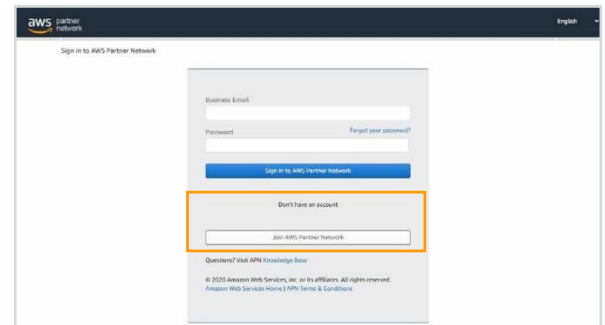 aws partner network
English
Sign in to AWS Partner Network
Business Email
Password Forgot your password?
Sign in to AWS Partner Network
Don't have an account
Join AWS Partner Network
Questions? Visit APN Knowledge Base
© 2020 Amazon Web Services, Inc. or its affiliates. All rights reserved.
Amazon Web Services Home | APN Terms & Conditions